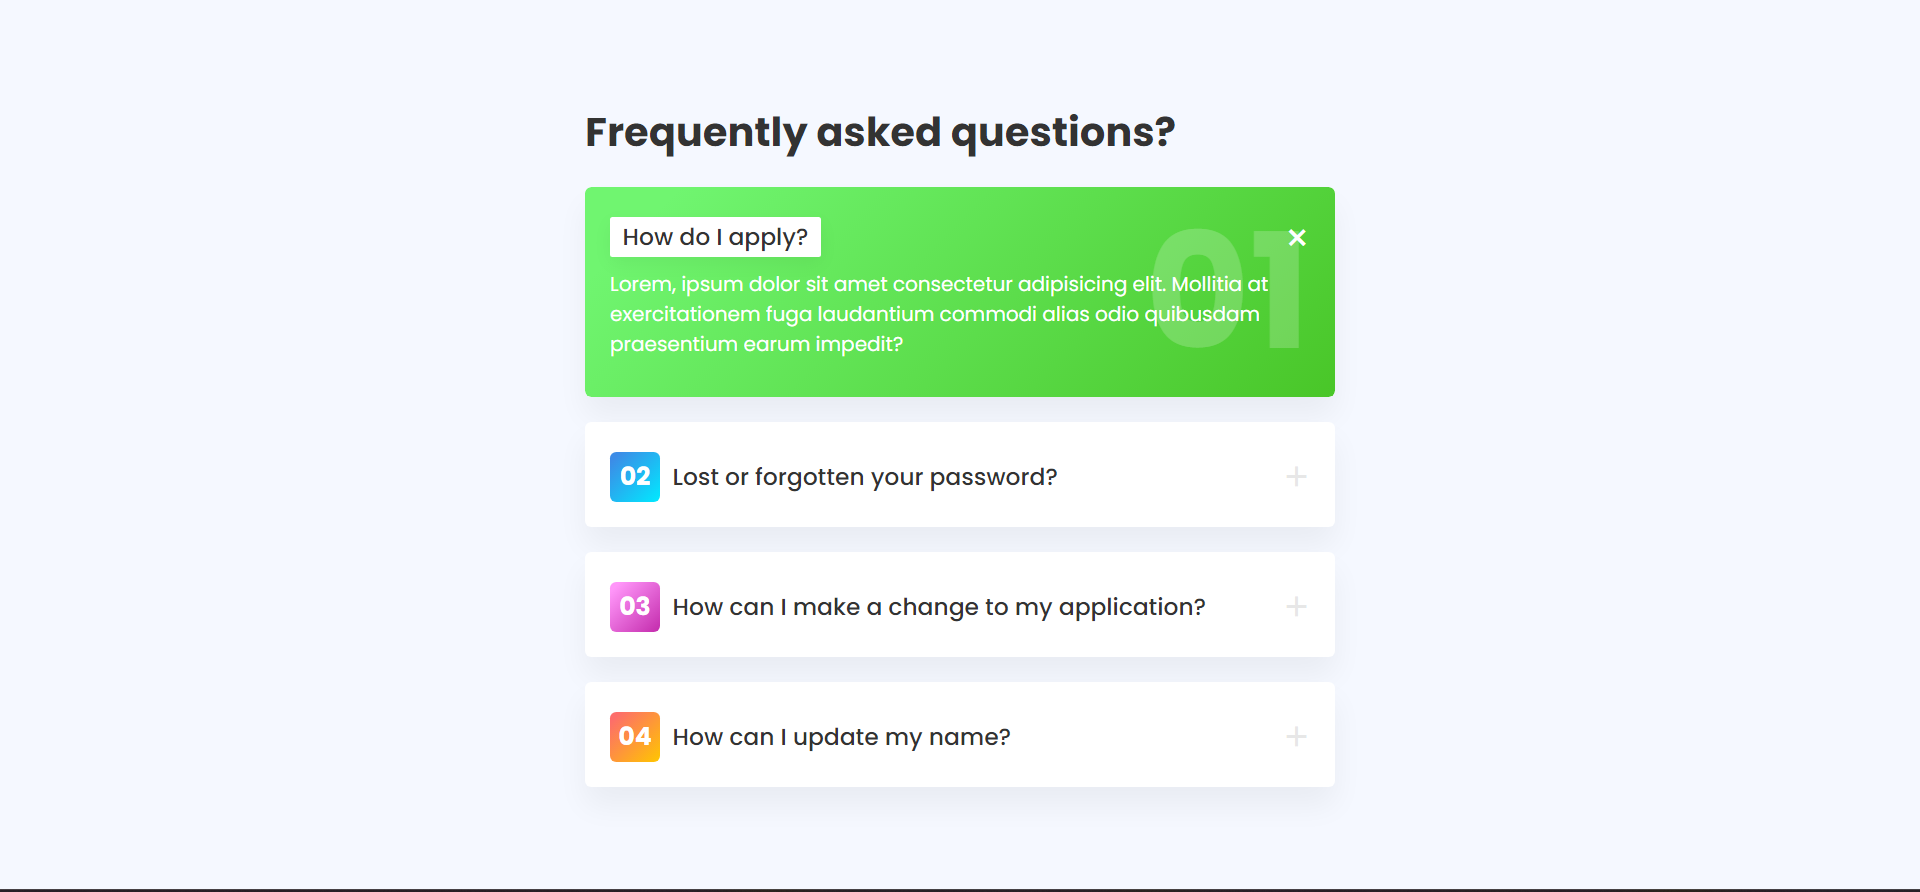 Frequently asked questions?
How do I apply?
01
Lorem, ipsum dolor sit amet consectetur adipisicing elit. Mollitia at
exercitationem fuga laudantium commodi alias odio quibusdam
praesentium earum impedit?
02 Lost or forgotten your password?
03 How can I make a change to my application?
04 How can I update my name?